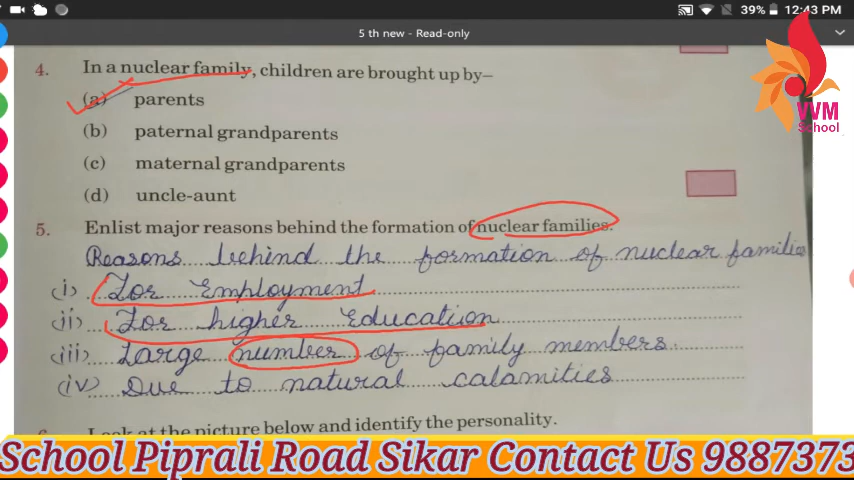 39% 12:43 PM
5 th new - Read-only
VVM
School
4. In a nuclear family, children are brought up by–
(a) parents
(b) paternal grandparents
(c) maternal grandparents
(d) uncle-aunt
5. Enlist major reasons behind the formation of nuclear families.
Reasons behind the formation of nuclear families
(i) For Employment
(ii) For higher Education
(iii) Large number of family members
(iv) Due to natural calamities
Look at the picture below and identify the personality.
School Piprali Road Sikar Contact Us 9887373